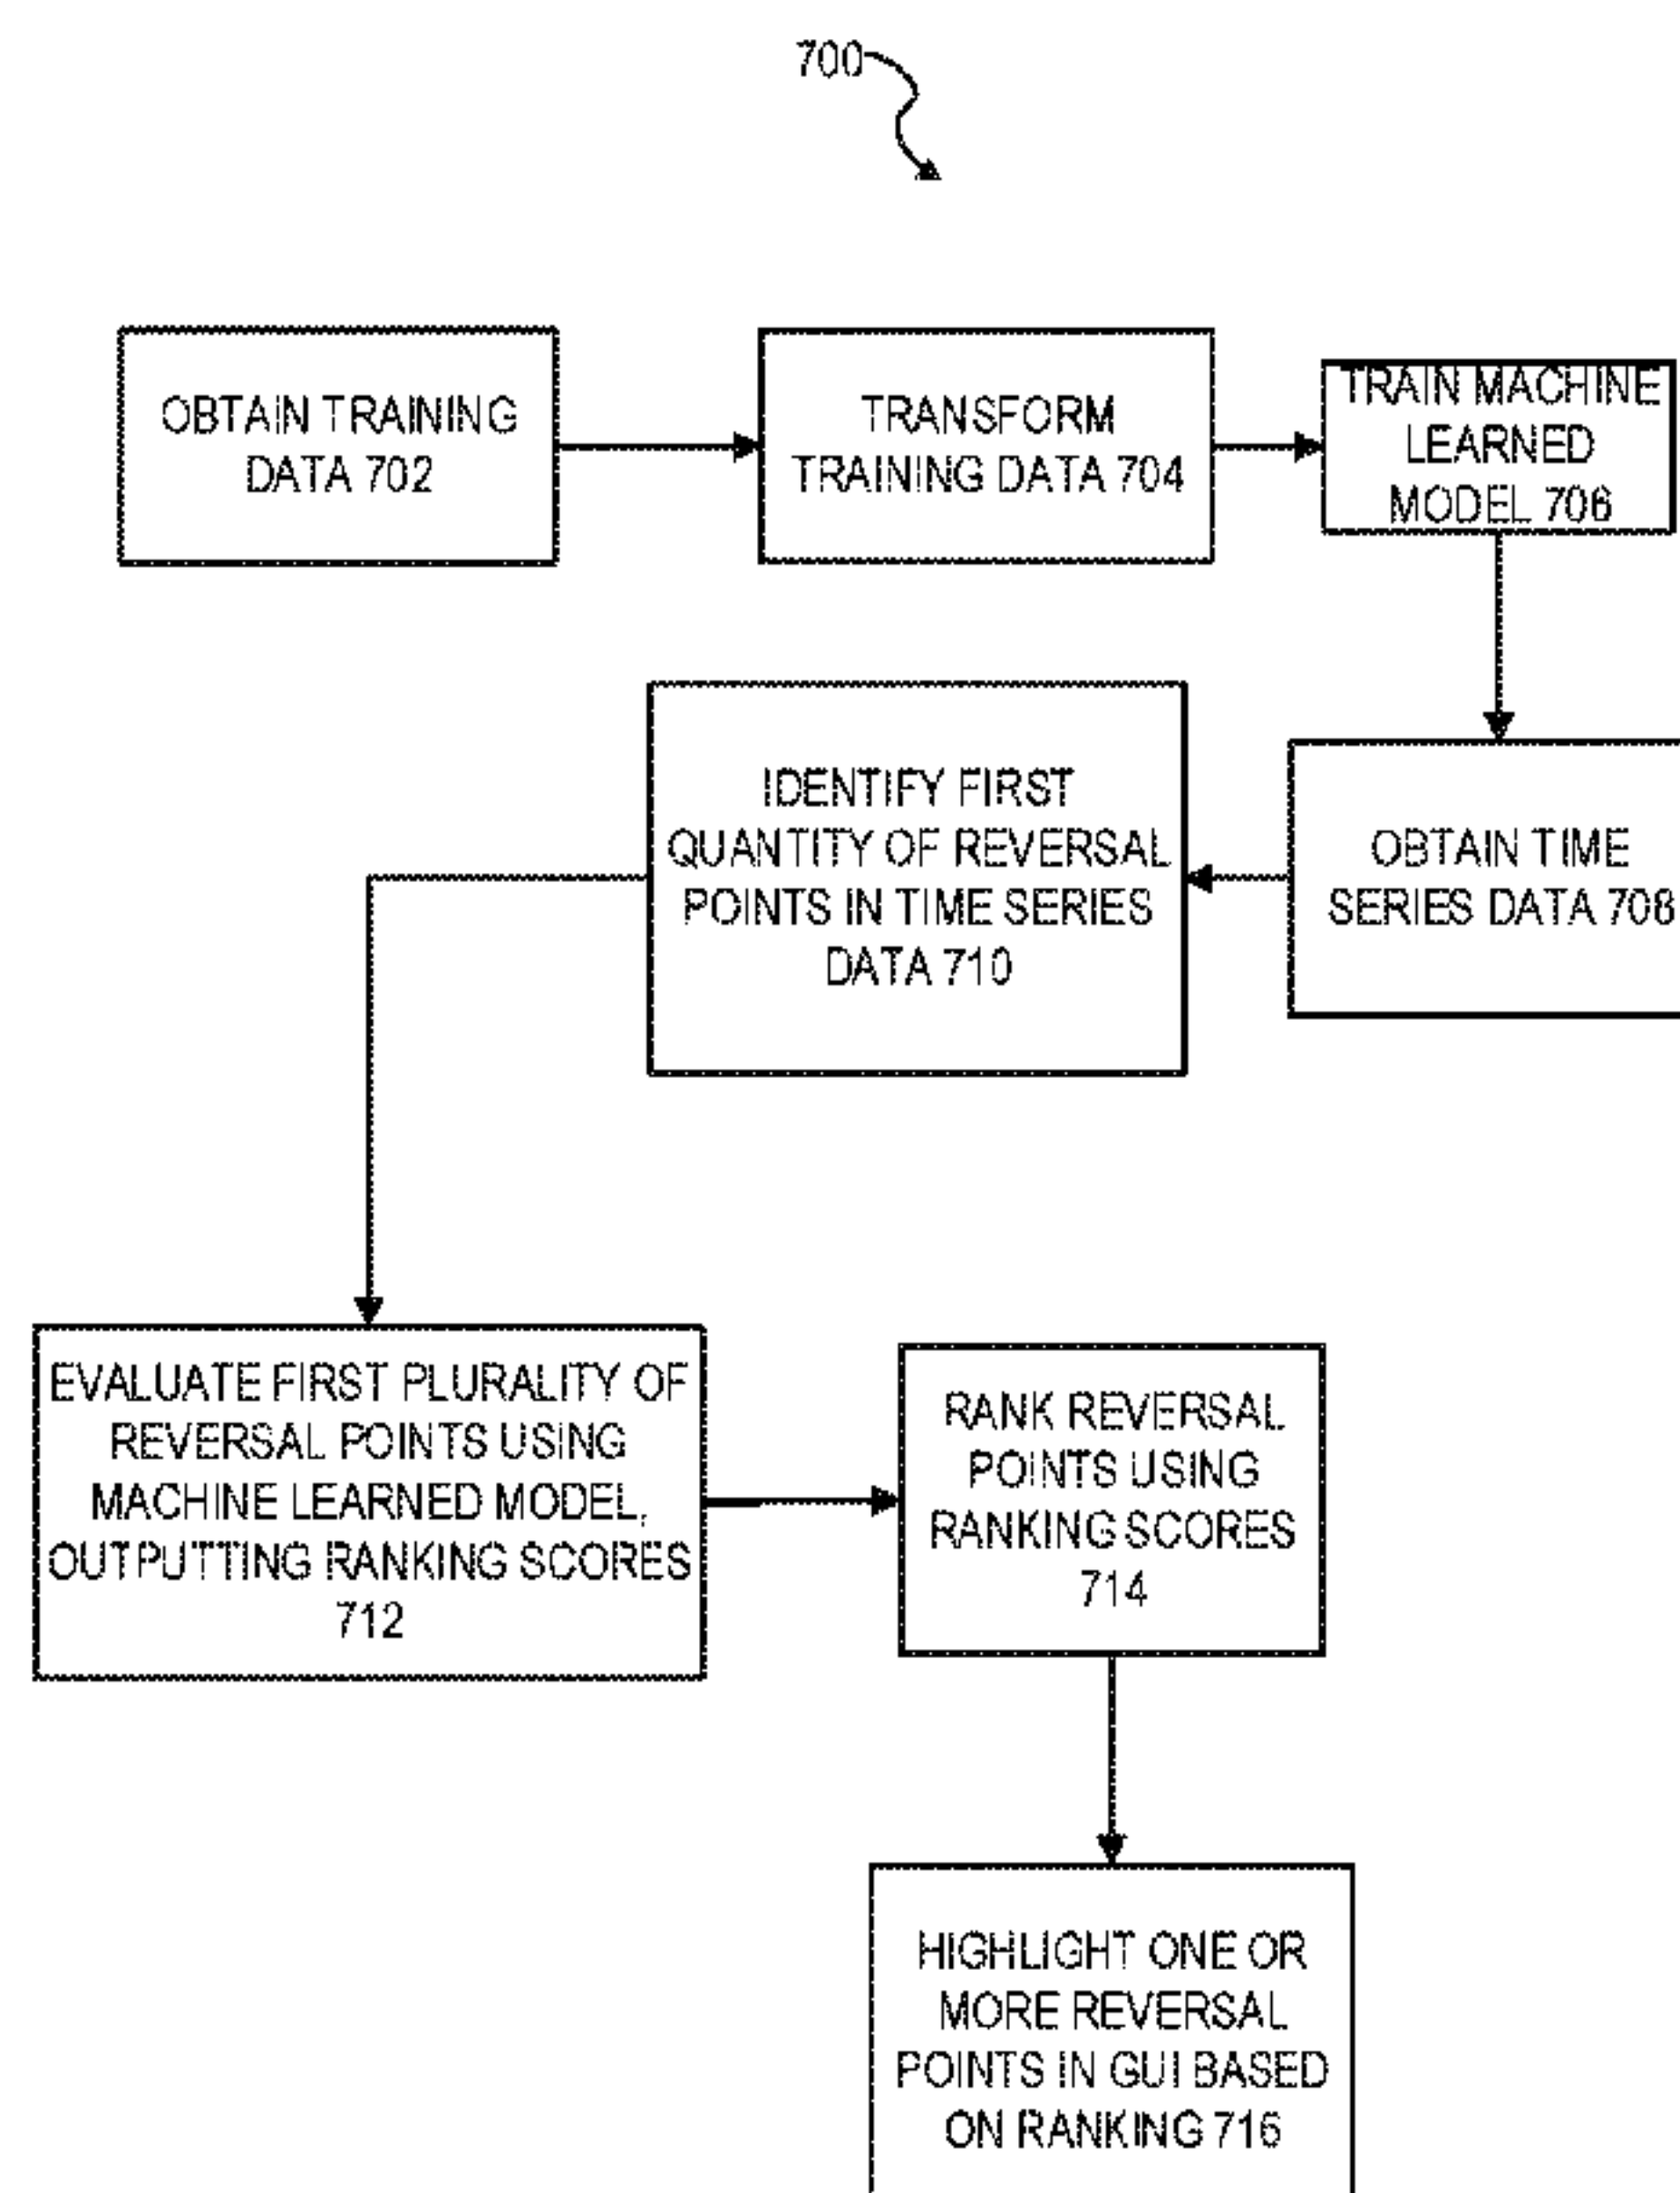 700
OBTAIN TRAINING
DATA 702
TRANSFORM
TRAINING DATA 704
TRAIN MACHINE
LEARNED
MODEL 706
IDENTIFY FIRST
QUANTITY OF REVERSAL
POINTS IN TIME SERIES
DATA 710
OBTAIN TIME
SERIES DATA 708
EVALUATE FIRST PLURALITY OF
REVERSAL POINTS USING
MACHINE LEARNED MODEL,
OUTPUTTING RANKING SCORES
712
RANK REVERSAL
POINTS USING
RANKING SCORES
714
HIGHLIGHT ONE OR
MORE REVERSAL
POINTS IN GUI BASED
ON RANKING 716